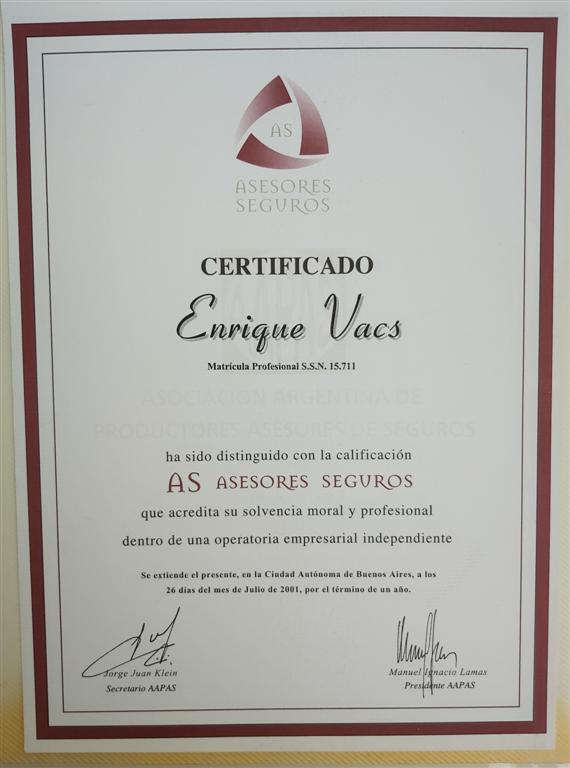 AS
ASESORES
SEGUROS
CERTIFICADO
Enrique Vacs
Matrícula Profesional S.S.N. 15.711
ASOCIACION ARGENTINA DE
PRODUCTORES ASESORES DE SEGUROS
ha sido distinguido con la calificación
AS ASESORES SEGUROS
que acredita su solvencia moral y profesional
dentro de una operatoria empresarial independiente
Se extiende el presente, en la Ciudad Autónoma de Buenos Aires, a los
26 días del mes de Julio de 2001, por el término de un año.
Jorge Juan Klein
Secretario AAPAS
Manuel Ignacio Lamas
Presidente AAPAS